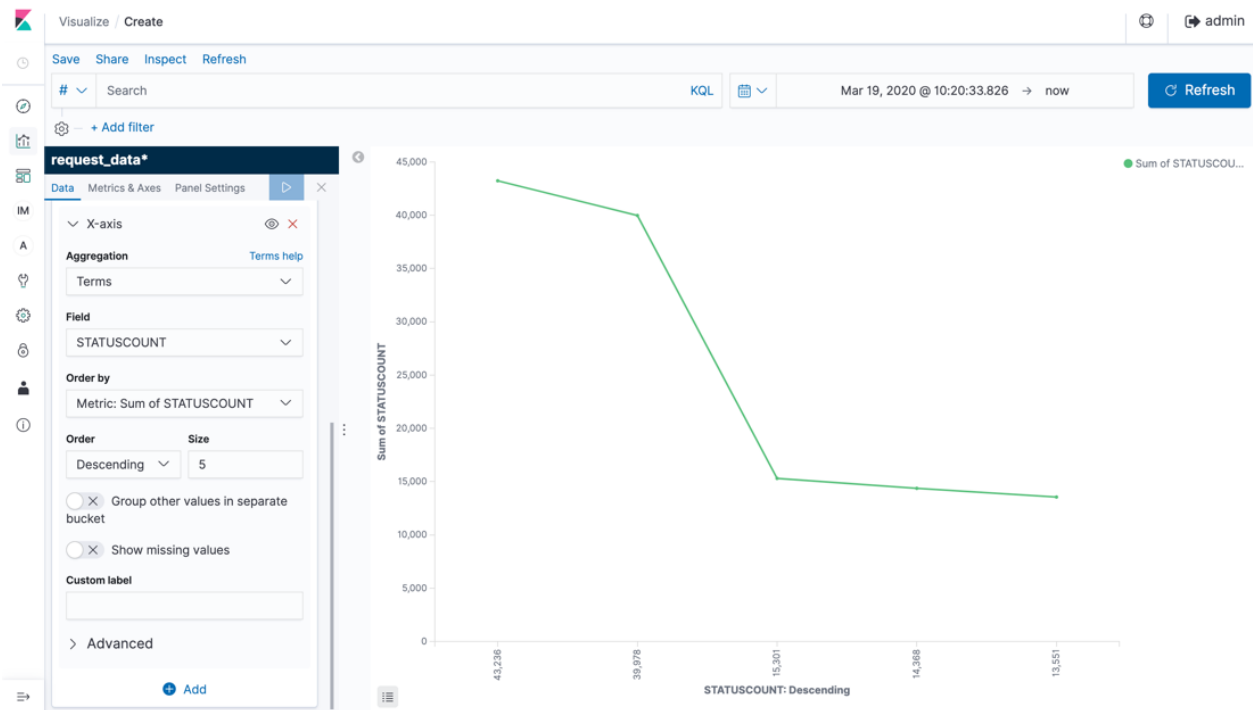 Visualize / Create
admin
Save Share Inspect Refresh
# Search KQL Mar 19, 2020 @ 10:20:33.826 → now Refresh
+ Add filter
request_data*
Data Metrics & Axes Panel Settings
IM
A
X-axis
Aggregation Terms help
Terms
Field
STATUSCOUNT
Order by
Metric: Sum of STATUSCOUNT
Order Size
Descending 5
Group other values in separate
bucket
Show missing values
Custom label
Advanced
Add
Sum of STATUSCOU...
45,000
40,000
35,000
30,000
25,000
20,000
15,000
10,000
5,000
0
Sum of STATUSCOUNT
43,236
39,978
15,301
14,368
13,551
STATUSCOUNT: Descending